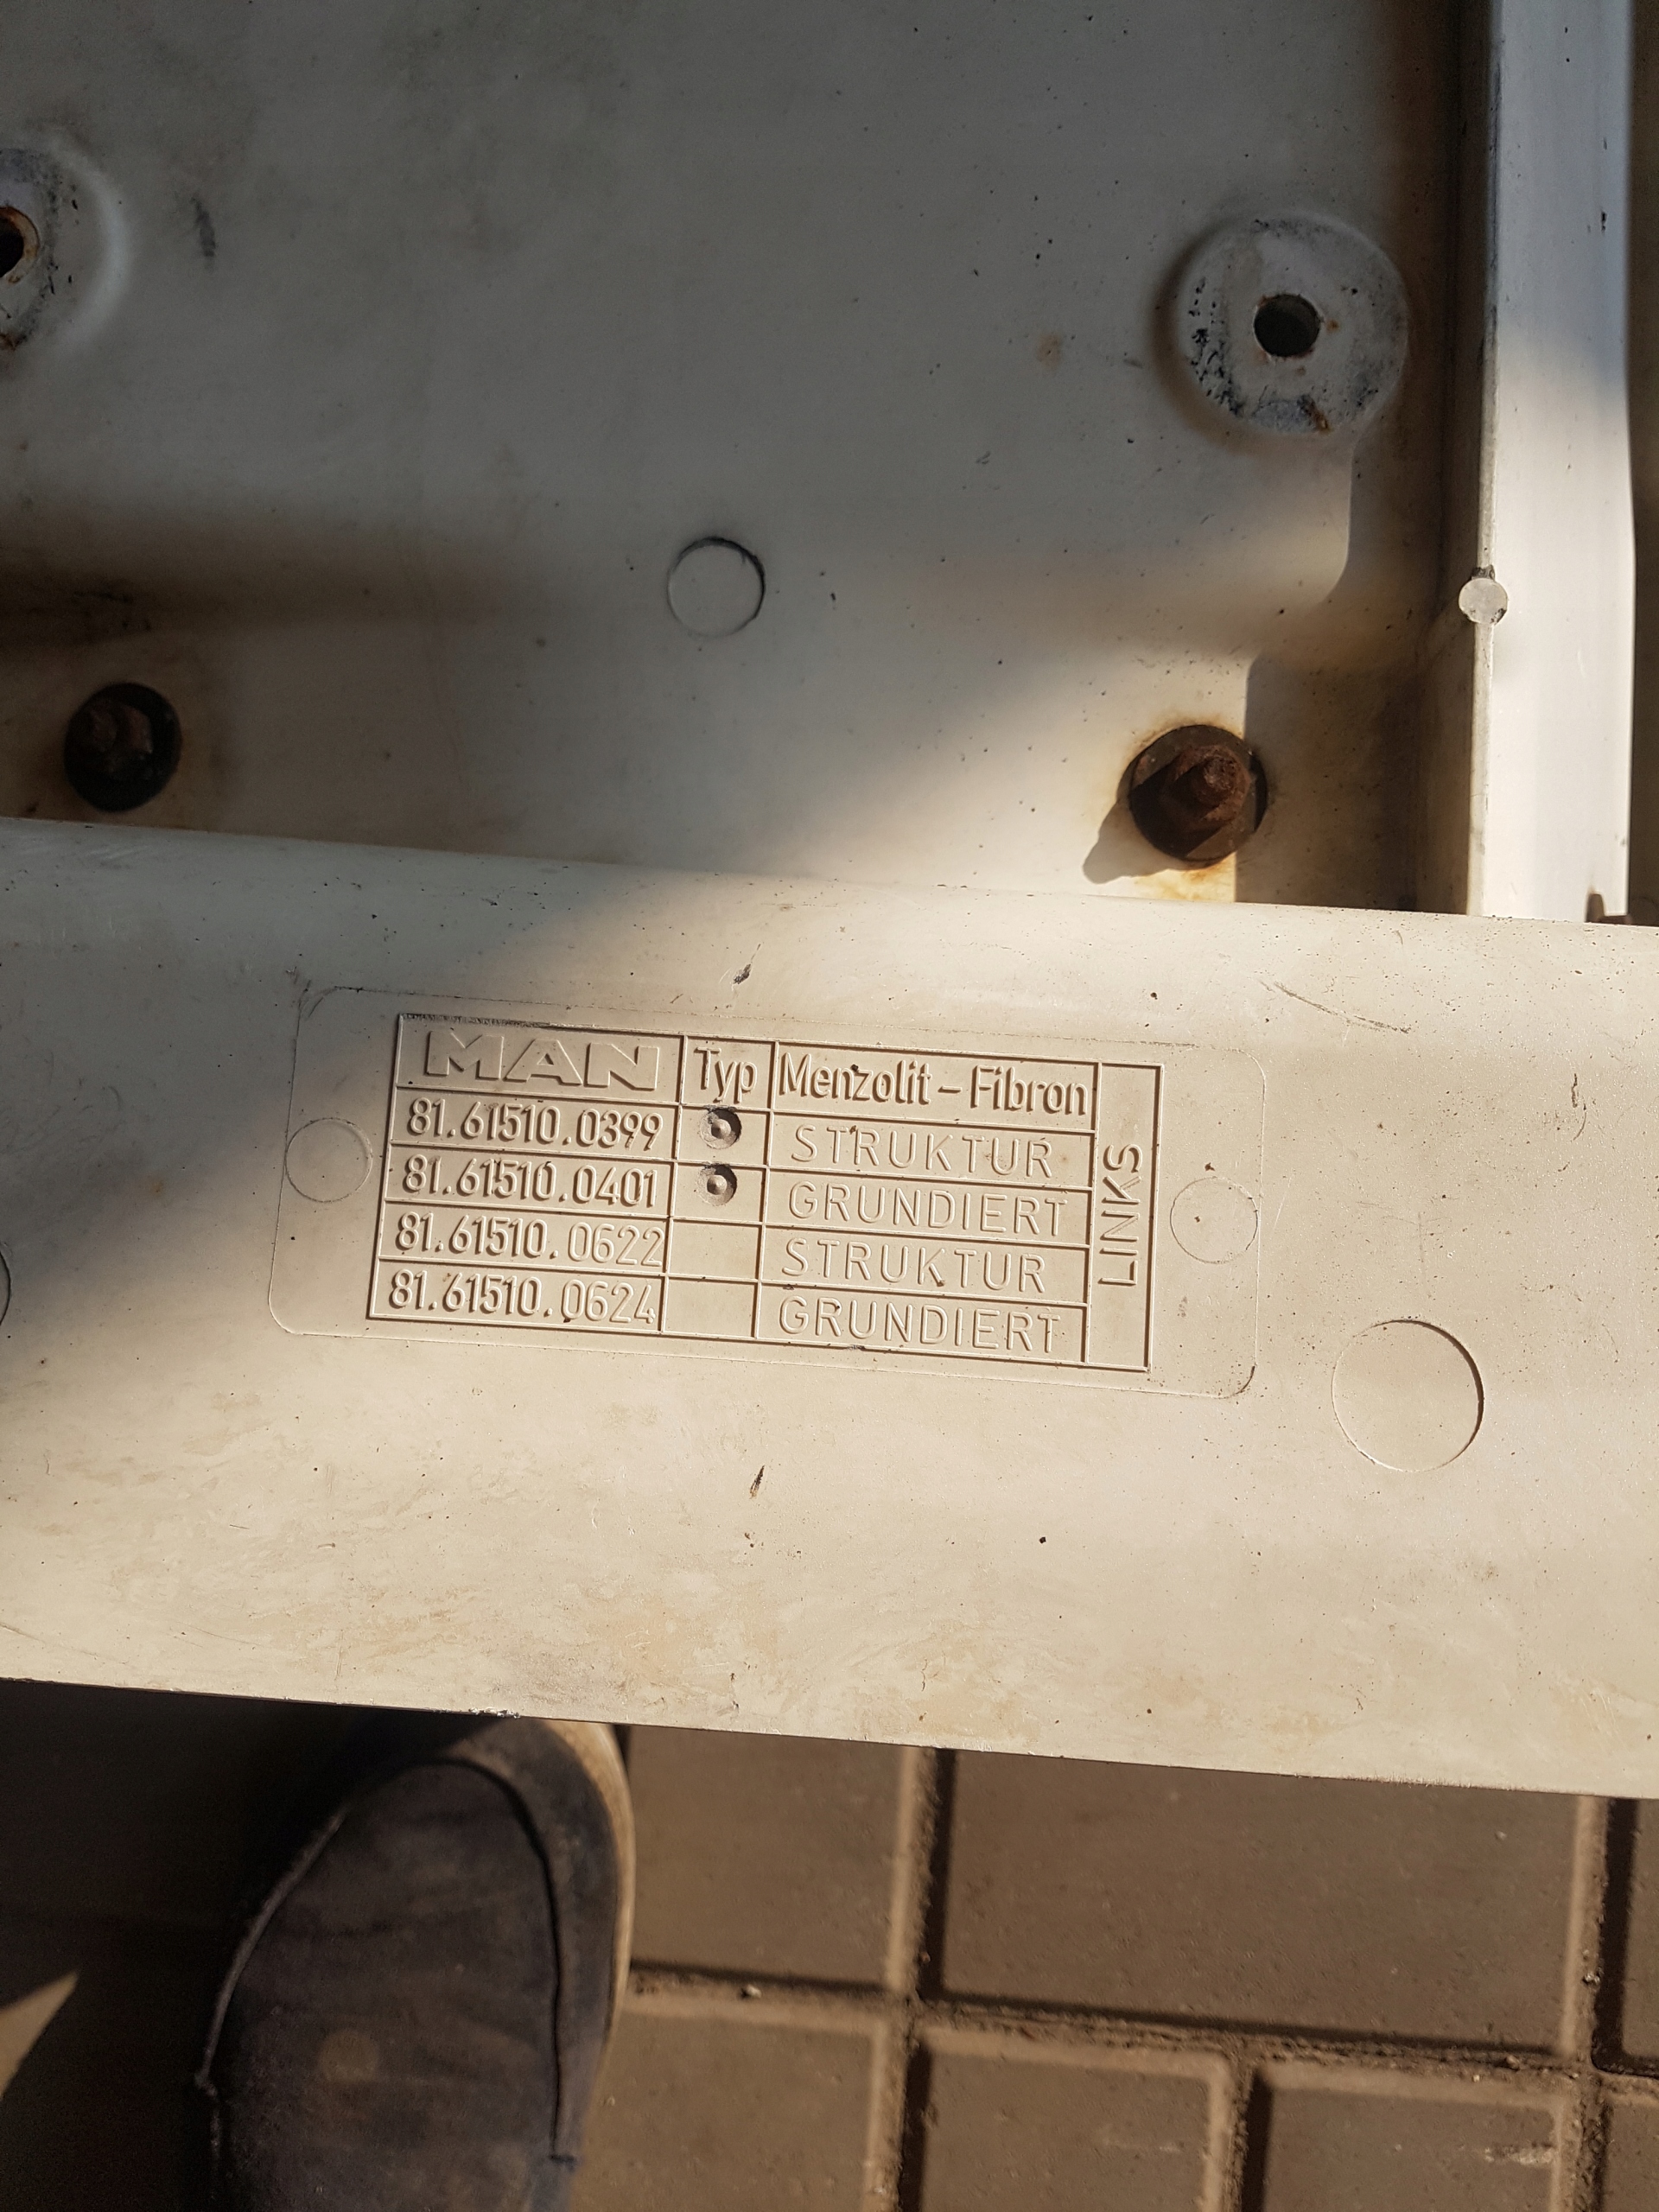 MAN Typ Menzolit-Fibron
81.61510.0399 STRUKTUR
81.61510.0401 GRUNDIERT
81.61510.0622 STRUKTUR
81.61510.0624 GRUNDIERT
LINKS